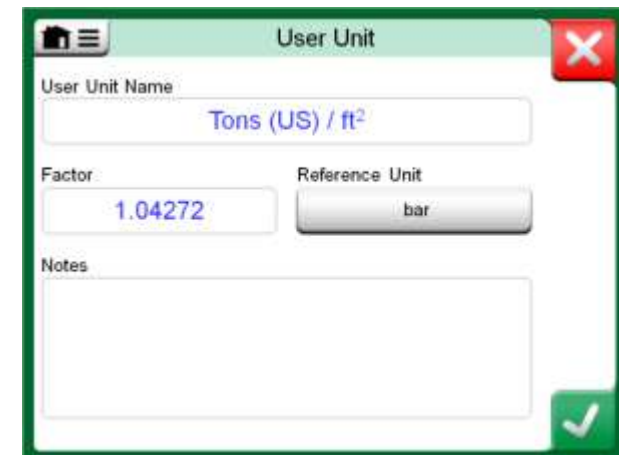 User Unit
User Unit Name
Tons (US) / ft²
Factor
Reference Unit
1.04272
bar
Notes